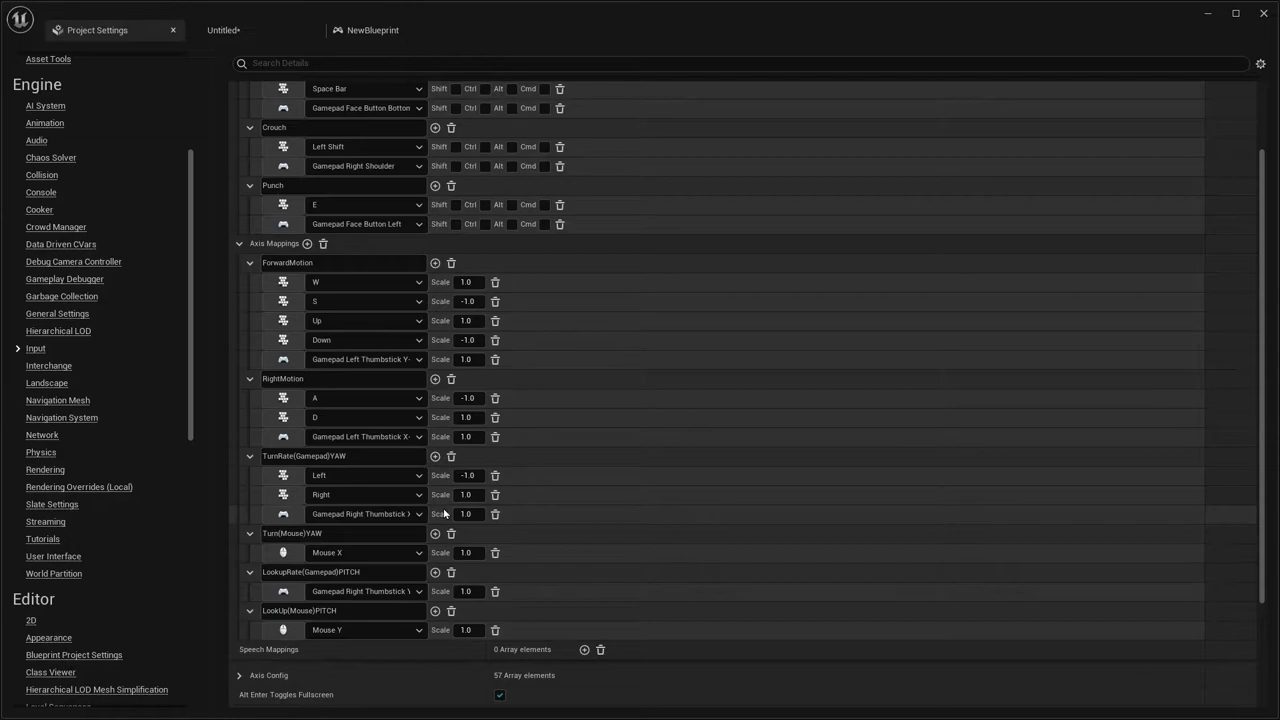 Project Settings
Untitled•
NewBlueprint
Asset Tools
Engine
AI System
Animation
Audio
Chaos Solver
Collision
Console
Cooker
Crowd Manager
Data Driven CVars
Debug Camera Controller
Gameplay Debugger
Garbage Collection
General Settings
Hierarchical LOD
Input
Interchange
Landscape
Navigation Mesh
Navigation System
Network
Physics
Rendering
Rendering Overrides (Local)
Slate Settings
Streaming
Tutorials
User Interface
World Partition
Editor
2D
Appearance
Blueprint Project Settings
Class Viewer
Hierarchical LOD Mesh Simplification
Search Details
Space Bar Shift Ctrl Alt Cmd
Gamepad Face Button Botton Shift Ctrl Alt Cmd
Crouch
Left Shift Shift Ctrl Alt Cmd
Gamepad Right Shoulder Shift Ctrl Alt Cmd
Punch
E Shift Ctrl Alt Cmd
Gamepad Face Button Left Shift Ctrl Alt Cmd
Axis Mappings
ForwardMotion
W Scale 1.0
S Scale -1.0
Up Scale 1.0
Down Scale -1.0
Gamepad Left Thumbstick Y- Scale 1.0
RightMotion
A Scale -1.0
D Scale 1.0
Gamepad Left Thumbstick X- Scale 1.0
TurnRate(Gamepad)YAW
Left Scale -1.0
Right Scale 1.0
Gamepad Right Thumbstick Scale 1.0
Turn(Mouse)YAW
Mouse X Scale 1.0
LookupRate(Gamepad)PITCH
Gamepad Right Thumbstick Scale 1.0
LookUp(Mouse)PITCH
Mouse Y Scale 1.0
Speech Mappings 0 Array elements
Axis Config 57 Array elements
Alt Enter Toggles Fullscreen